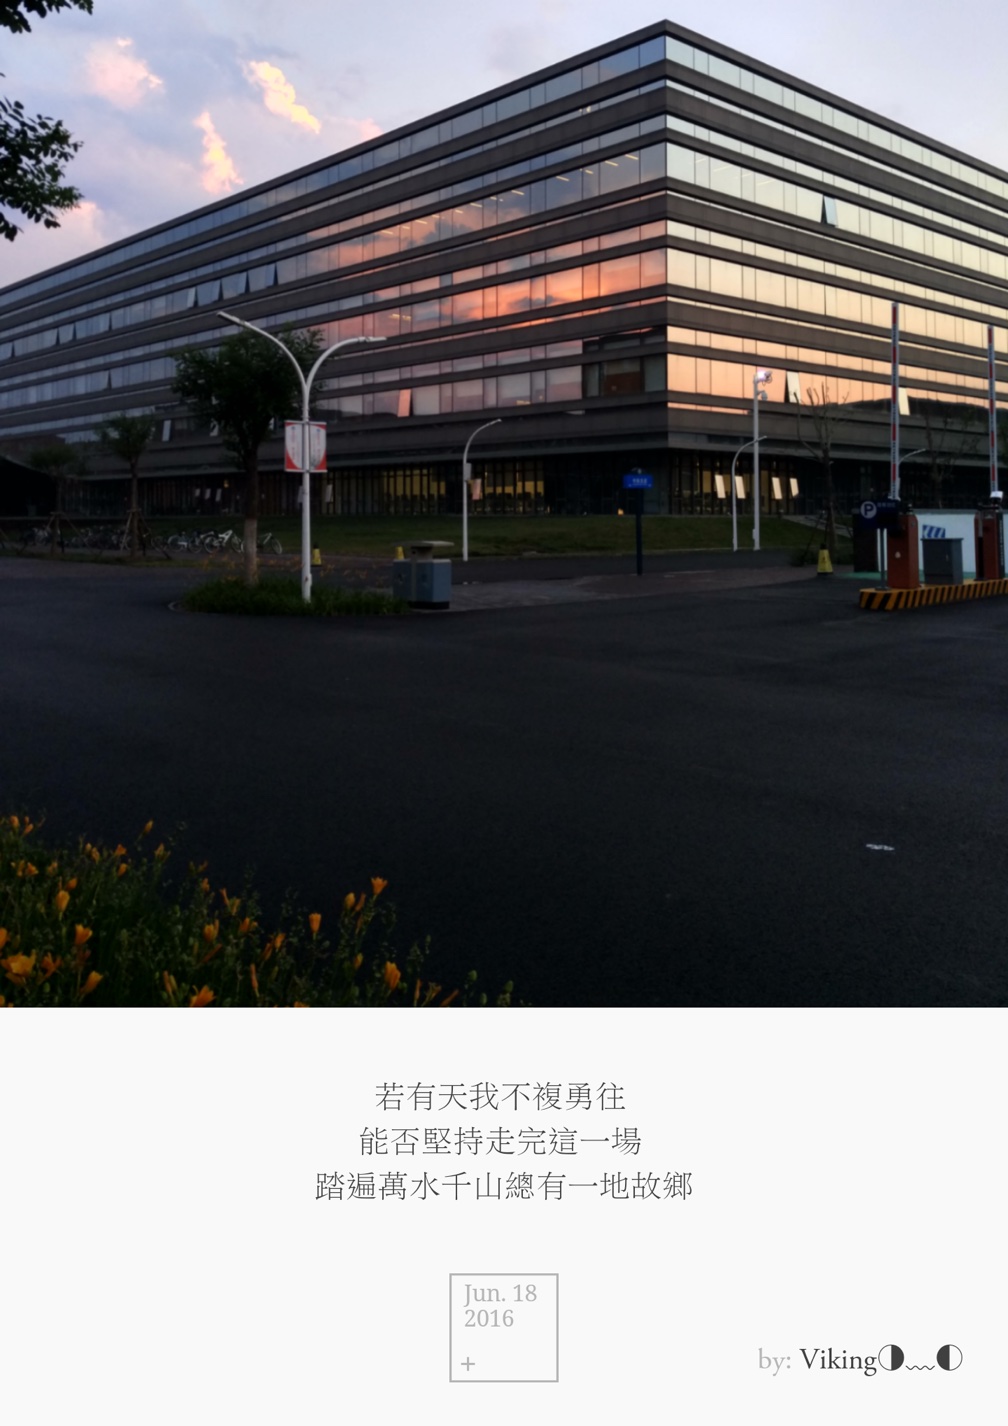 P
若有天我不複勇往
能否堅持走完這一場
踏遍萬水千山總有一地故鄉
Jun. 18
2016
+
by: Viking◑﹏◐